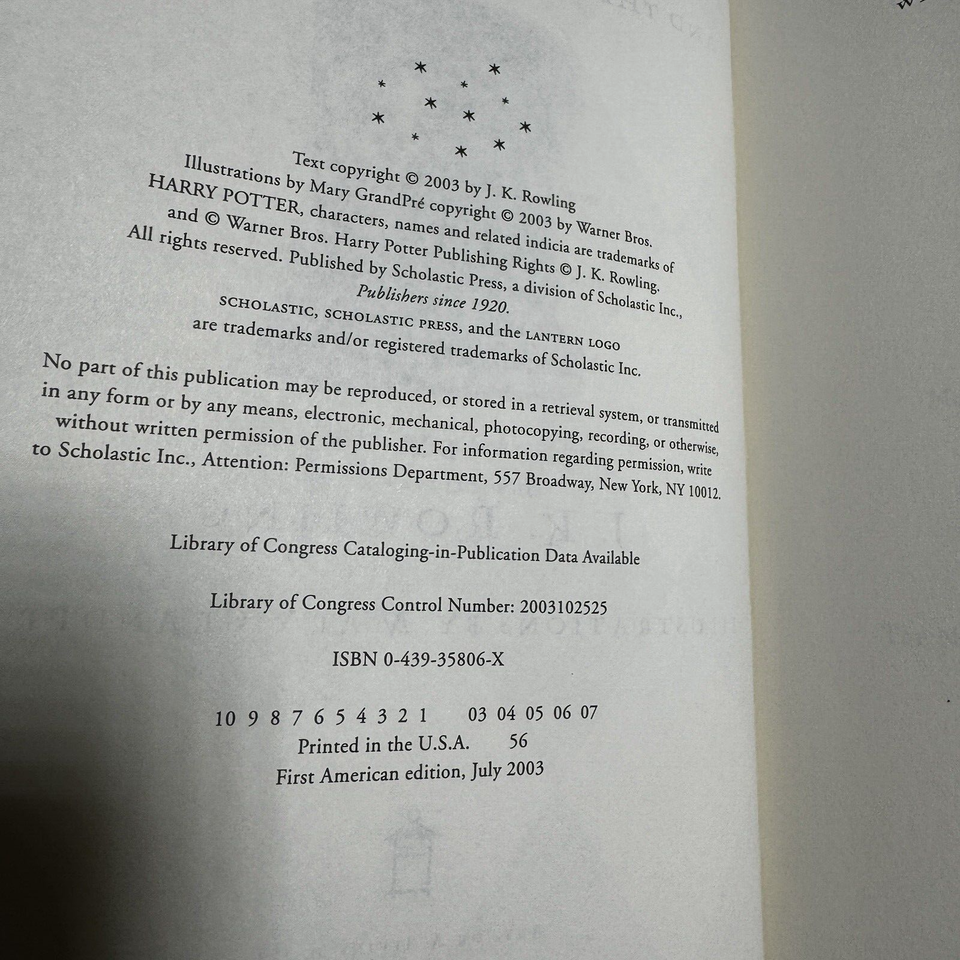 Text copyright © 2003 by J. K. Rowling
Illustrations by Mary GrandPré copyright © 2003 by Warner Bros.
HARRY POTTER, characters, names and related indicia are trademarks of
and © Warner Bros. Harry Potter Publishing Rights © J. K. Rowling.
All rights reserved. Published by Scholastic Press, a division of Scholastic Inc.,
Publishers since 1920.
SCHOLASTIC, SCHOLASTIC PRESS, and the LANTERN LOGO
are trademarks and/or registered trademarks of Scholastic Inc.
No part of this publication may be reproduced, or stored in a retrieval system, or transmitted
in any form or by any means, electronic, mechanical, photocopying, recording, or otherwise,
without written permission of the publisher. For information regarding permission, write
to Scholastic Inc., Attention: Permissions Department, 557 Broadway, New York, NY 10012.
Library of Congress Cataloging-in-Publication Data Available
Library of Congress Control Number: 2003102525
ISBN 0-439-35806-X
10 9 8 7 6 5 4 3 2 1 03 04 05 06 07
Printed in the U.S.A. 56
First American edition, July 2003